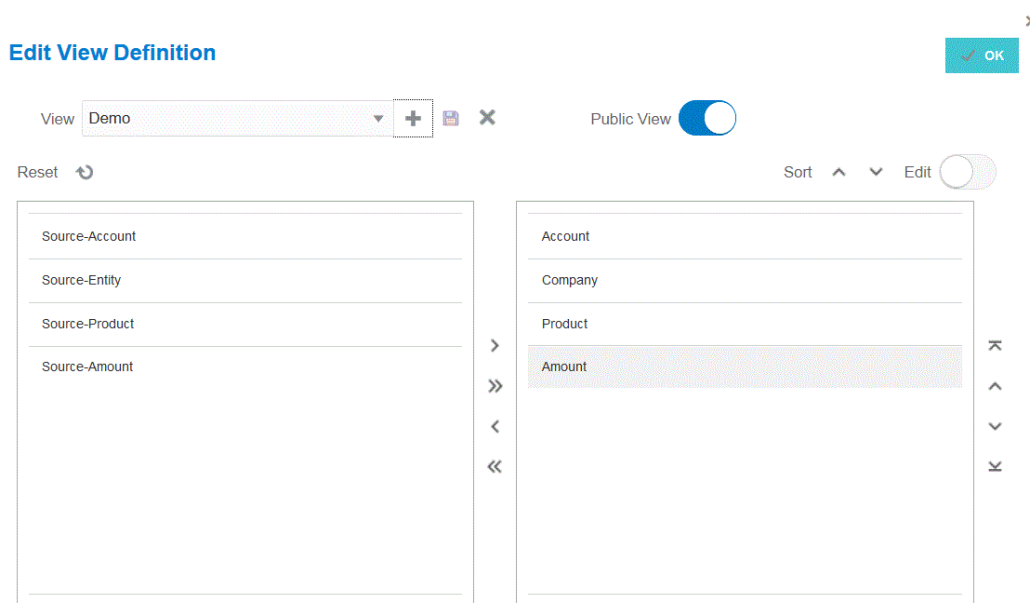 Edit View Definition
OK
View Demo Public View
Reset Sort Edit
Source-Account
Source-Entity
Source-Product
Source-Amount
Account
Company
Product
Amount